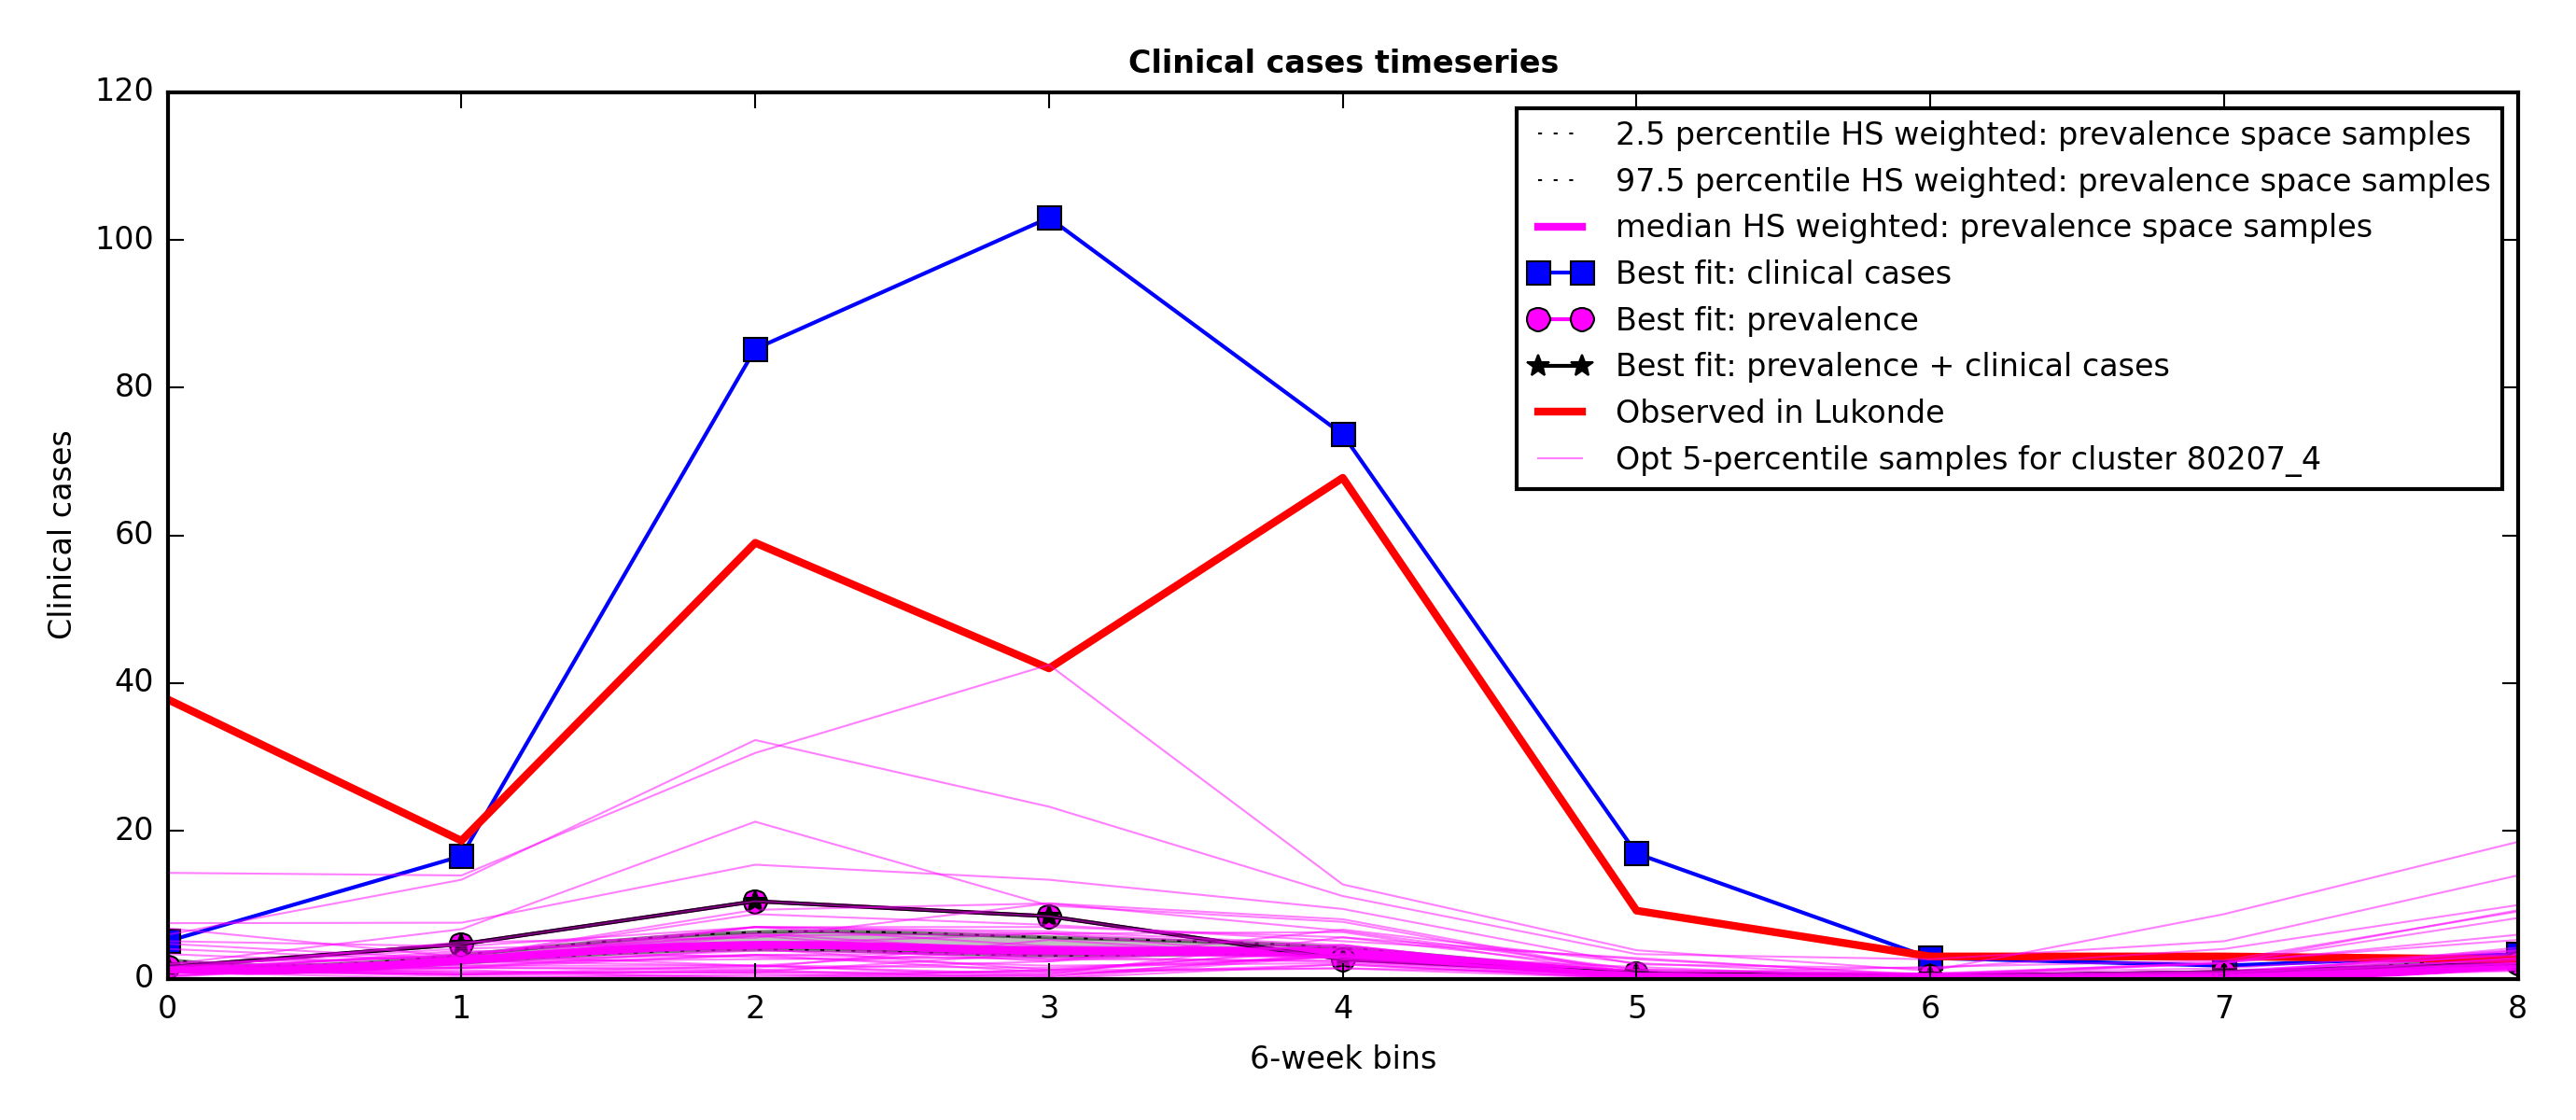 Clinical cases timeseries
120
100
80
60
40
20
0
Clinical cases
2.5 percentile HS weighted: prevalence space samples
97.5 percentile HS weighted: prevalence space samples
median HS weighted: prevalence space samples
Best fit: clinical cases
Best fit: prevalence
Best fit: prevalence + clinical cases
Observed in Lukonde
Opt 5-percentile samples for cluster 80207_4
0 1 2 3 4 5 6 7 8
6-week bins